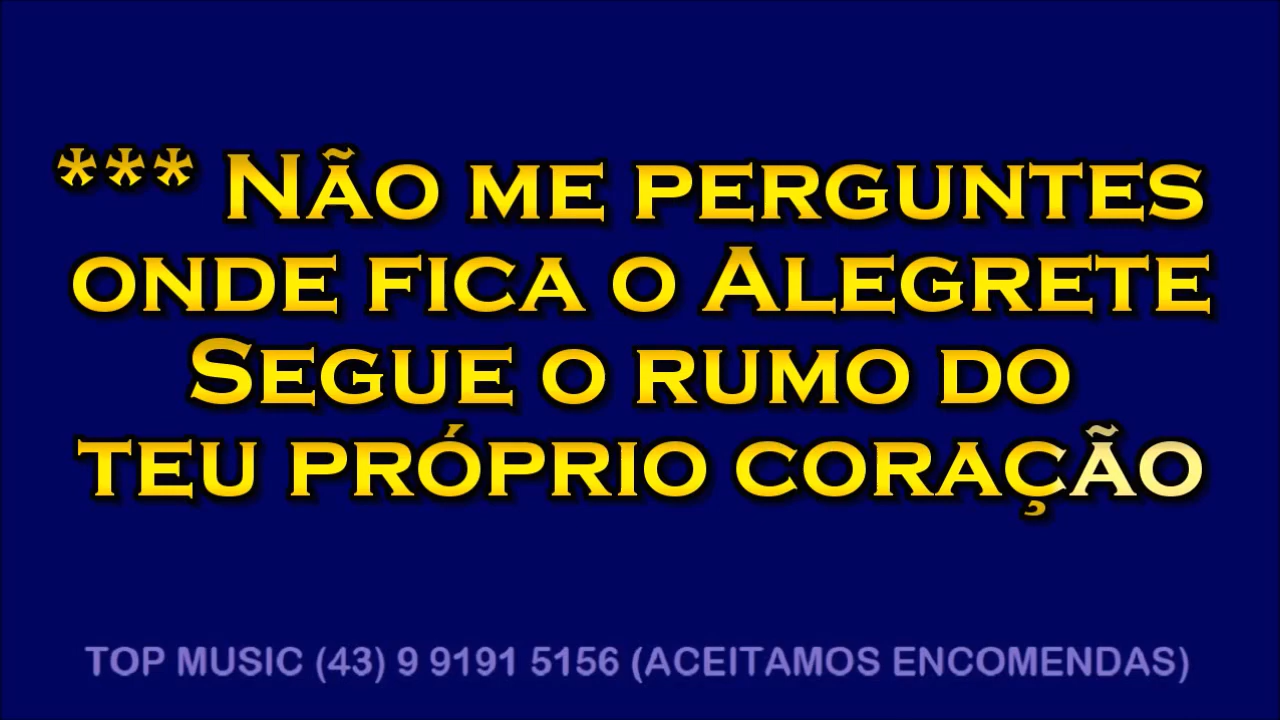 *** Não me perguntes
onde fica o Alegrete
Segue o rumo do
teu próprio coração
TOP MUSIC (43) 9 9191 5156 (ACEITAMOS ENCOMENDAS)